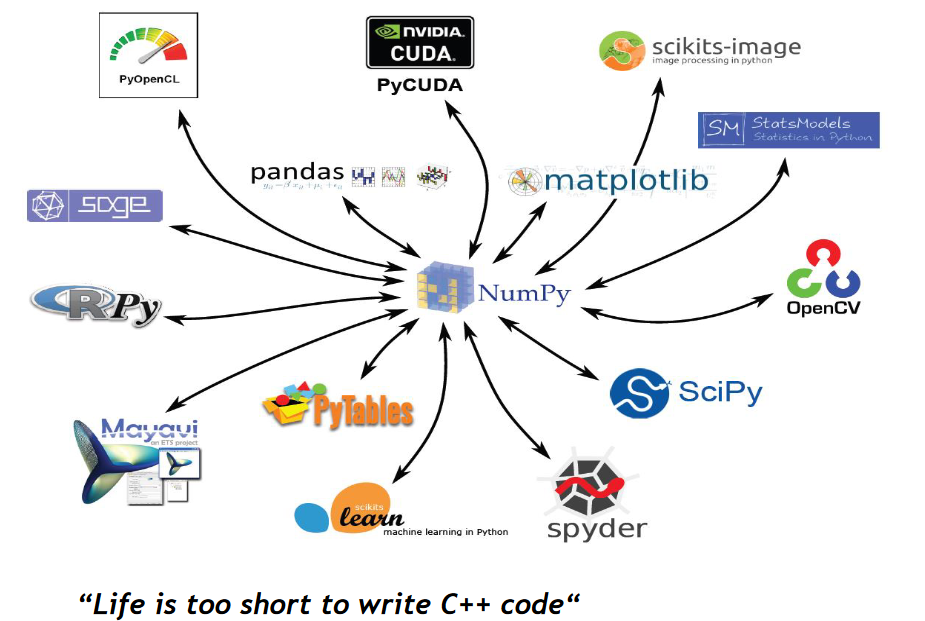 PyOpenCL
NVIDIA.
CUDA.
PyCUDA
scikits-image
image processing in python
SM StatsModels
Statistics in Python
pandas
matplotlib
sage
RPy
NumPy
OpenCV
Mayavi
an ETS project
PyTables
SciPy
scikits
learn
machine learning in Python
spyder
“Life is too short to write C++ code“